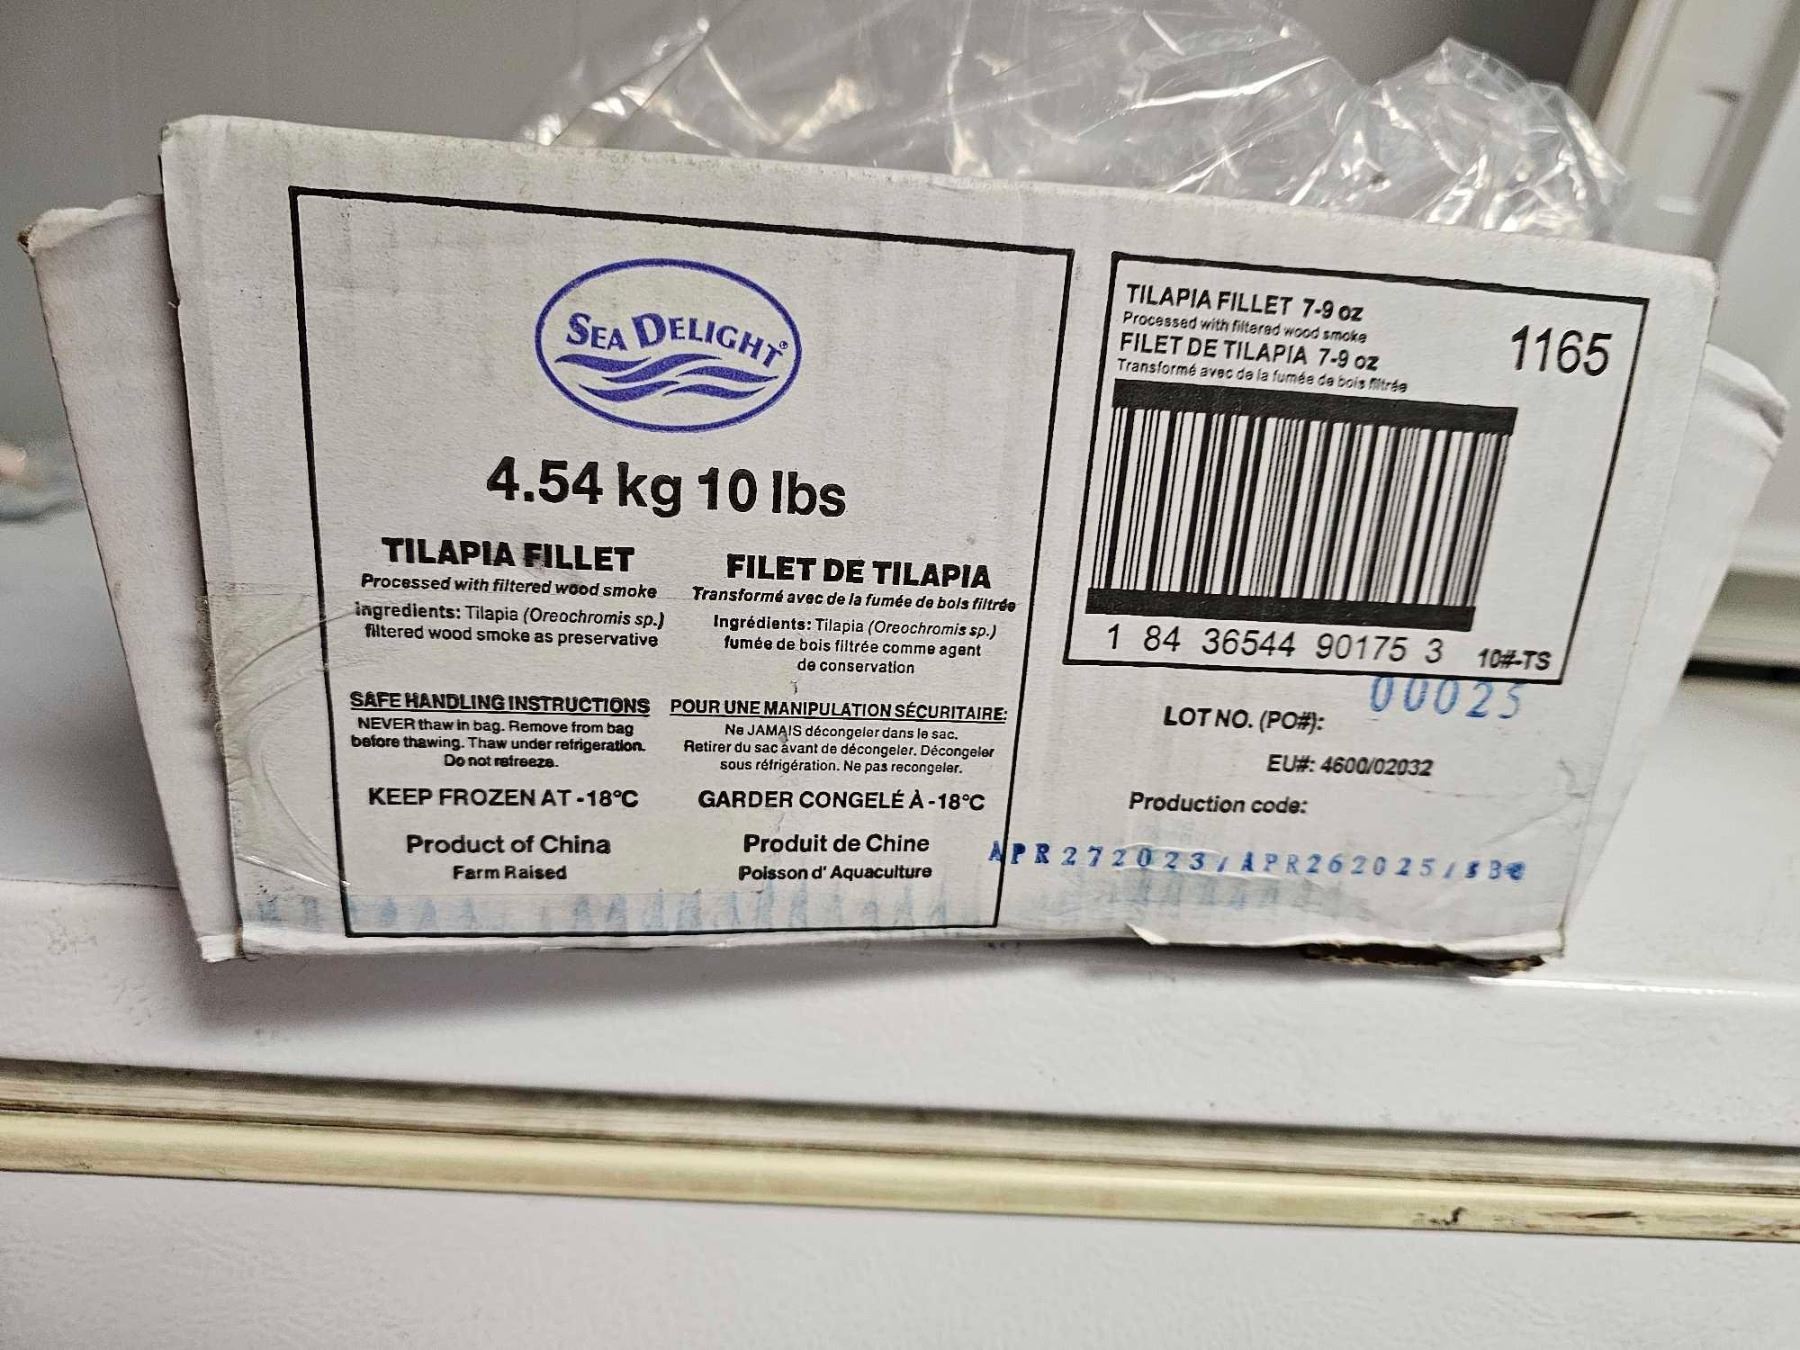 SEA DELIGHT®
4.54 kg 10 lbs
TILAPIA FILLET
Processed with filtered wood smoke
Ingredients: Tilapia (Oreochromis sp.)
filtered wood smoke as preservative
SAFE HANDLING INSTRUCTIONS
NEVER thaw in bag. Remove from bag
before thawing. Thaw under refrigeration.
Do not refreeze.
KEEP FROZEN AT -18°C
Product of China
Farm Raised
FILET DE TILAPIA
Transformé avec de la fumée de bois filtrée
Ingrédients: Tilapia (Oreochromis sp.)
fumée de bois filtrée comme agent
de conservation
POUR UNE MANIPULATION SÉCURITAIRE:
Ne JAMAIS décongeler dans le sac.
Retirer du sac avant de décongeler. Décongeler
sous réfrigération. Ne pas recongeler.
GARDER CONGELÉ À -18°C
Produit de Chine
Poisson d' Aquaculture
TILAPIA FILLET 7-9 oz
Processed with filtered wood smoke
FILET DE TILAPIA 7-9 oz
Transformé avec de la fumée de bois filtrée
1165
1 84 36544 90175 3
10#-TS
LOT NO. (PO#): 00025
EU#: 4600/02032
Production code:
APR272023/APR262025/